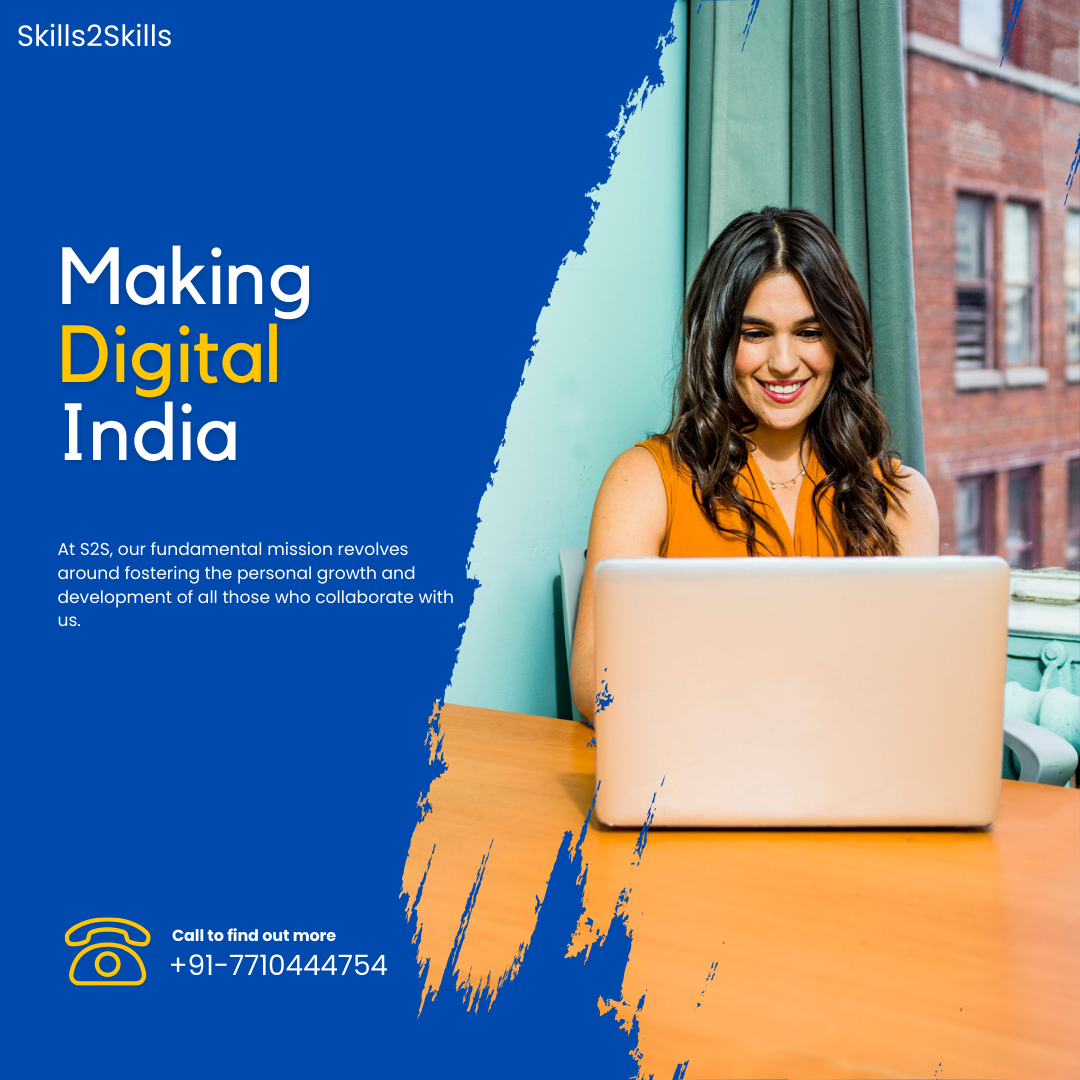 Skills2Skills
Making
Digital
India
At S2S, our fundamental mission revolves
around fostering the personal growth and
development of all those who collaborate with
us.
Call to find out more
+91-7710444754